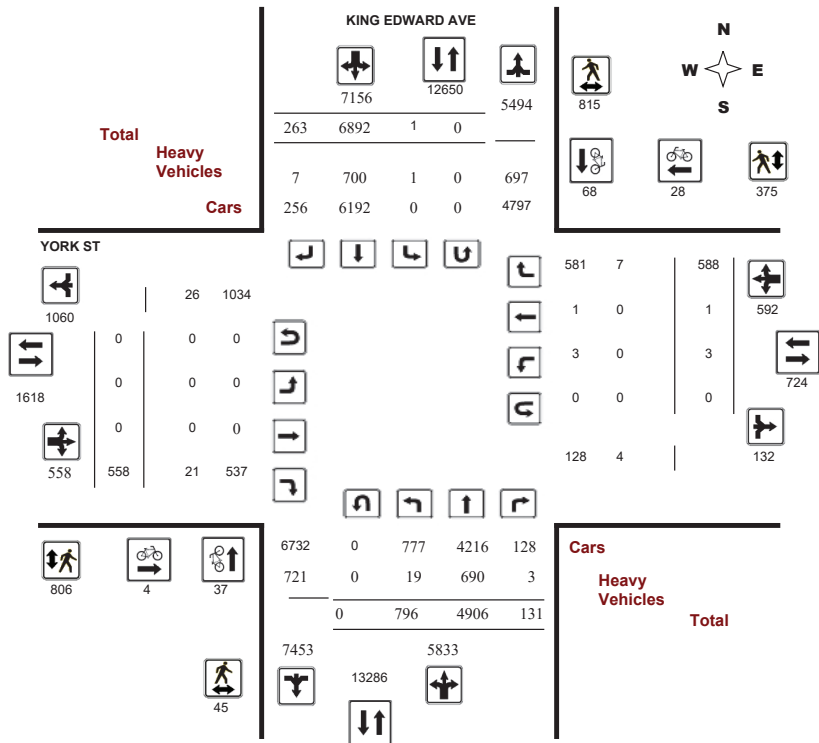 KING EDWARD AVE
N
W E
S
7156 12650 5494 815
263 6892 1 0
Total
Heavy
Vehicles
7 700 1 0 697
Cars
256 6192 0 0 4797
68 28 375
YORK ST
581 7 588
26 1034
1060
1 0 1 592
0 0 0
3 0 3
0 0 0
724
1618
0 0 0
0 0 0
558 558 21 537
128 4 132
6732 0 777 4216 128
Cars
721 0 19 690 3
Heavy
Vehicles
806 4 37
0 796 4906 131
Total
7453 5833
13286
45